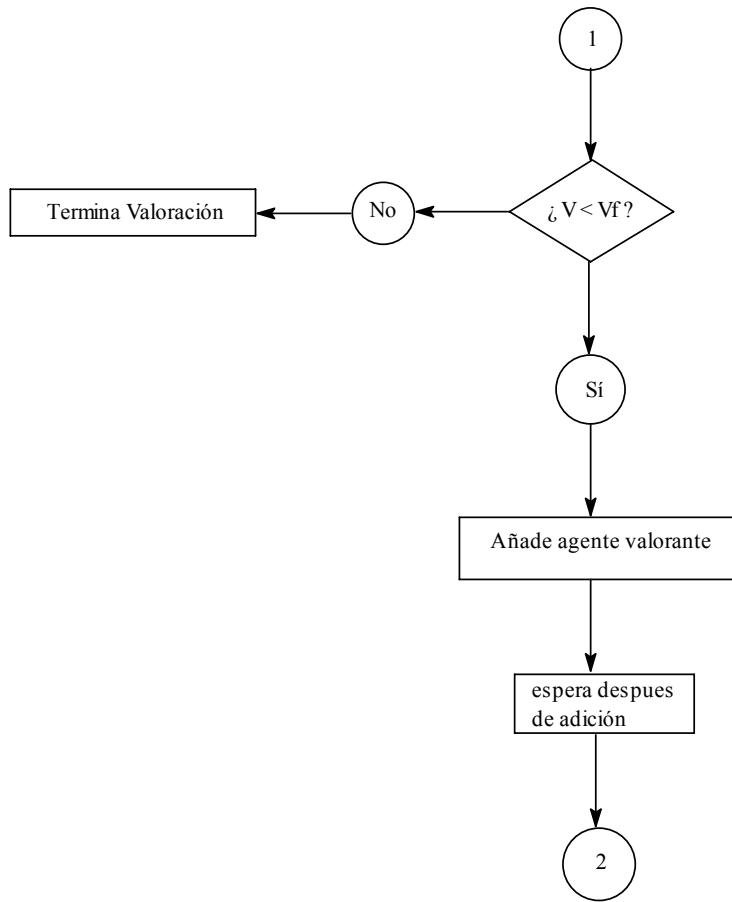 1
¿ V < Vf ?
No
Termina Valoración
Sí
Añade agente valorante
espera despues
de adición
2